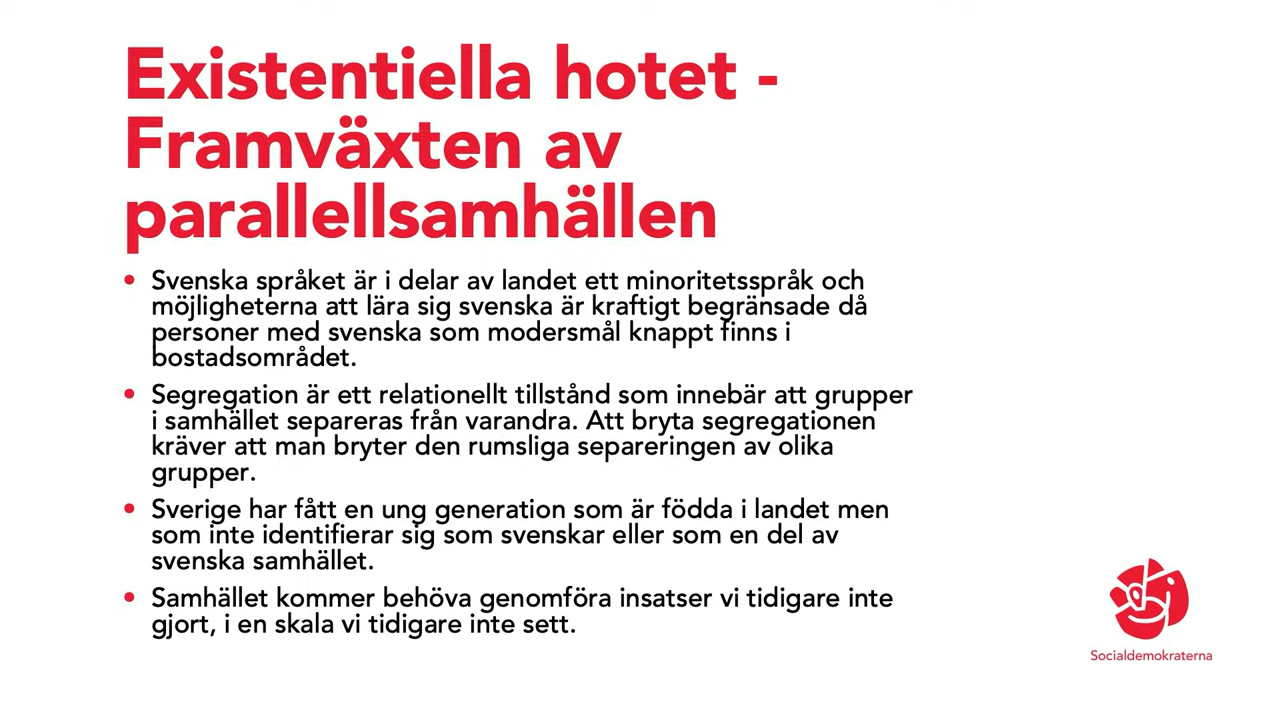 Existentiella hotet -
Framväxten av
parallellsamhällen
• Svenska språket är i delar av landet ett minoritetsspråk och
möjligheterna att lära sig svenska är kraftigt begränsade då
personer med svenska som modersmål knappt finns i
bostadsområdet.
• Segregation är ett relationellt tillstånd som innebär att grupper
i samhället separeras från varandra. Att bryta segregationen
kräver att man bryter den rumsliga separeringen av olika
grupper.
• Sverige har fått en ung generation som är födda i landet men
som inte identifierar sig som svenskar eller som en del av
svenska samhället.
• Samhället kommer behöva genomföra insatser vi tidigare inte
gjort, i en skala vi tidigare inte sett.
Socialdemokraterna